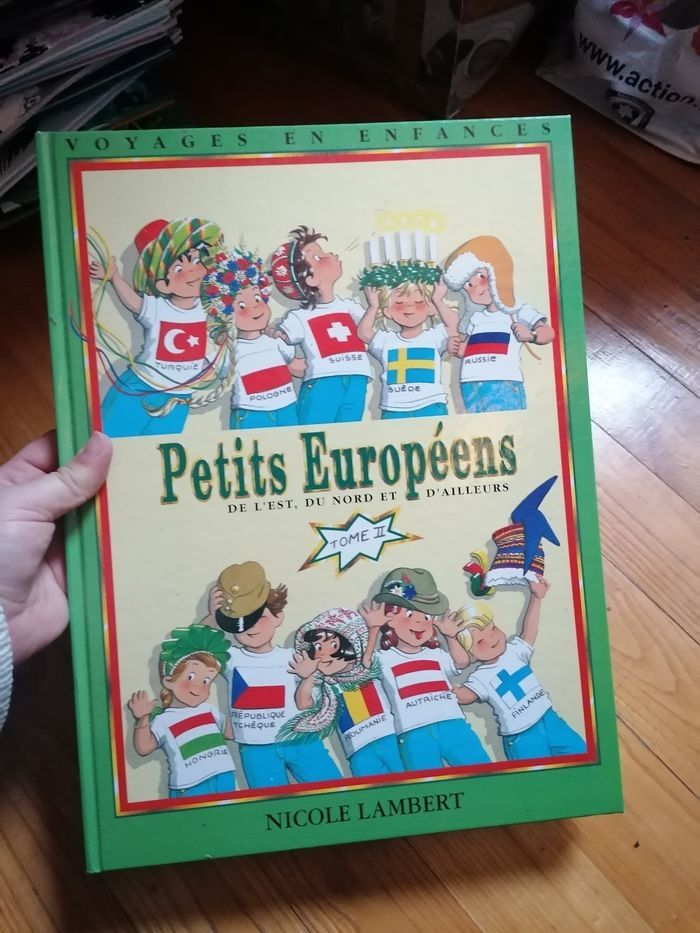 www.action
VOYAGES EN ENFANCES
TURQUIE
POLOGNE
SUISSE
SUÈDE
RUSSIE
Petits Européens
DE L'EST, DU NORD ET D'AILLEURS
TOME II
HONGRIE
RÉPUBLIQUE
TCHÈQUE
ROUMANIE
AUTRICHE
FINLANDE
NICOLE LAMBERT